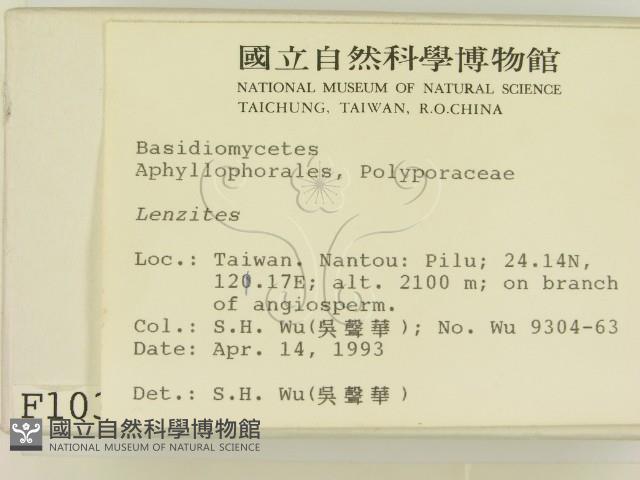 國立自然科學博物館
NATIONAL MUSEUM OF NATURAL SCIENCE
TAICHUNG, TAIWAN, R.O.CHINA
Basidiomycetes
Aphyllophorales, Polyporaceae
Lenzites
Loc.: Taiwan. Nantou: Pilu; 24.14N,
120.17E; alt. 2100 m; on branch
of angiosperm.
Col.: S.H. Wu(吳聲華); No. Wu 9304-63
Date: Apr. 14, 1993
Det.: S.H. Wu(吳聲華)
F103
國立自然科學博物館
NATIONAL MUSEUM OF NATURAL SCIENCE